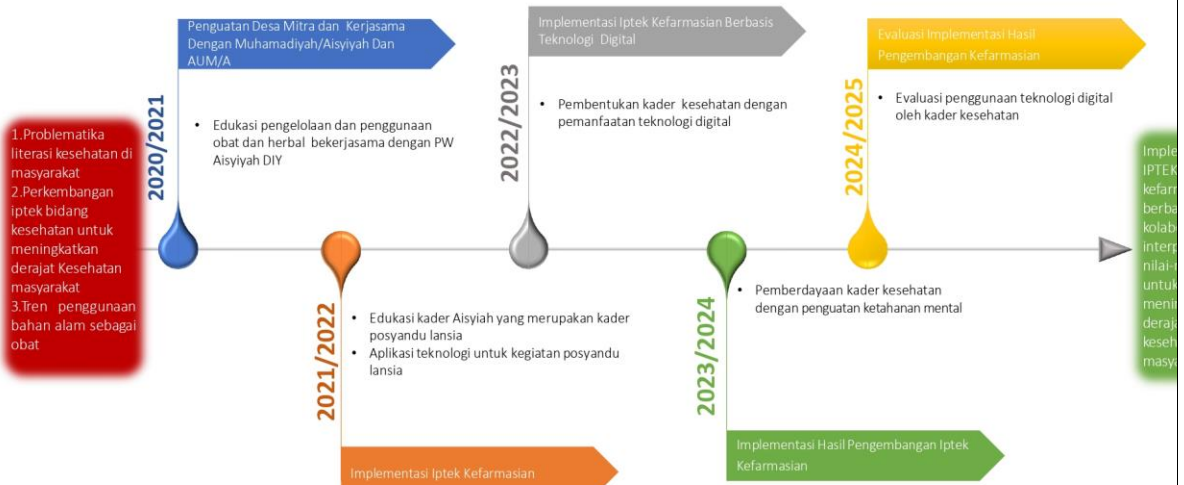 1.Problematika
literasi kesehatan di
masyarakat
2.Perkembangan
iptek bidang
kesehatan untuk
meningkatkan
derajat Kesehatan
masyarakat
3.Tren penggunaan
bahan alam sebagai
obat
2020/2021
Penguatan Desa Mitra dan Kerjasama
Dengan Muhamadiyah/Aisyiyah Dan
AUM/A
• Edukasi pengelolaan dan penggunaan
obat dan herbal bekerjasama dengan PW
Aisyiyah DIY
2021/2022
• Edukasi kader Aisyiah yang merupakan kader
posyandu lansia
• Aplikasi teknologi untuk kegiatan posyandu
lansia
Implementasi Iptek Kefarmasian
2022/2023
Implementasi Iptek Kefarmasian Berbasis
Teknologi Digital
• Pembentukan kader kesehatan dengan
pemanfaatan teknologi digital
2023/2024
• Pemberdayaan kader kesehatan
dengan penguatan ketahanan mental
Implementasi Hasil Pengembangan Iptek
Kefarmasian
2024/2025
Evaluasi Implementasi Hasil
Pengembangan Kefarmasian
• Evaluasi penggunaan teknologi digital
oleh kader kesehatan
IPTEK
untuk